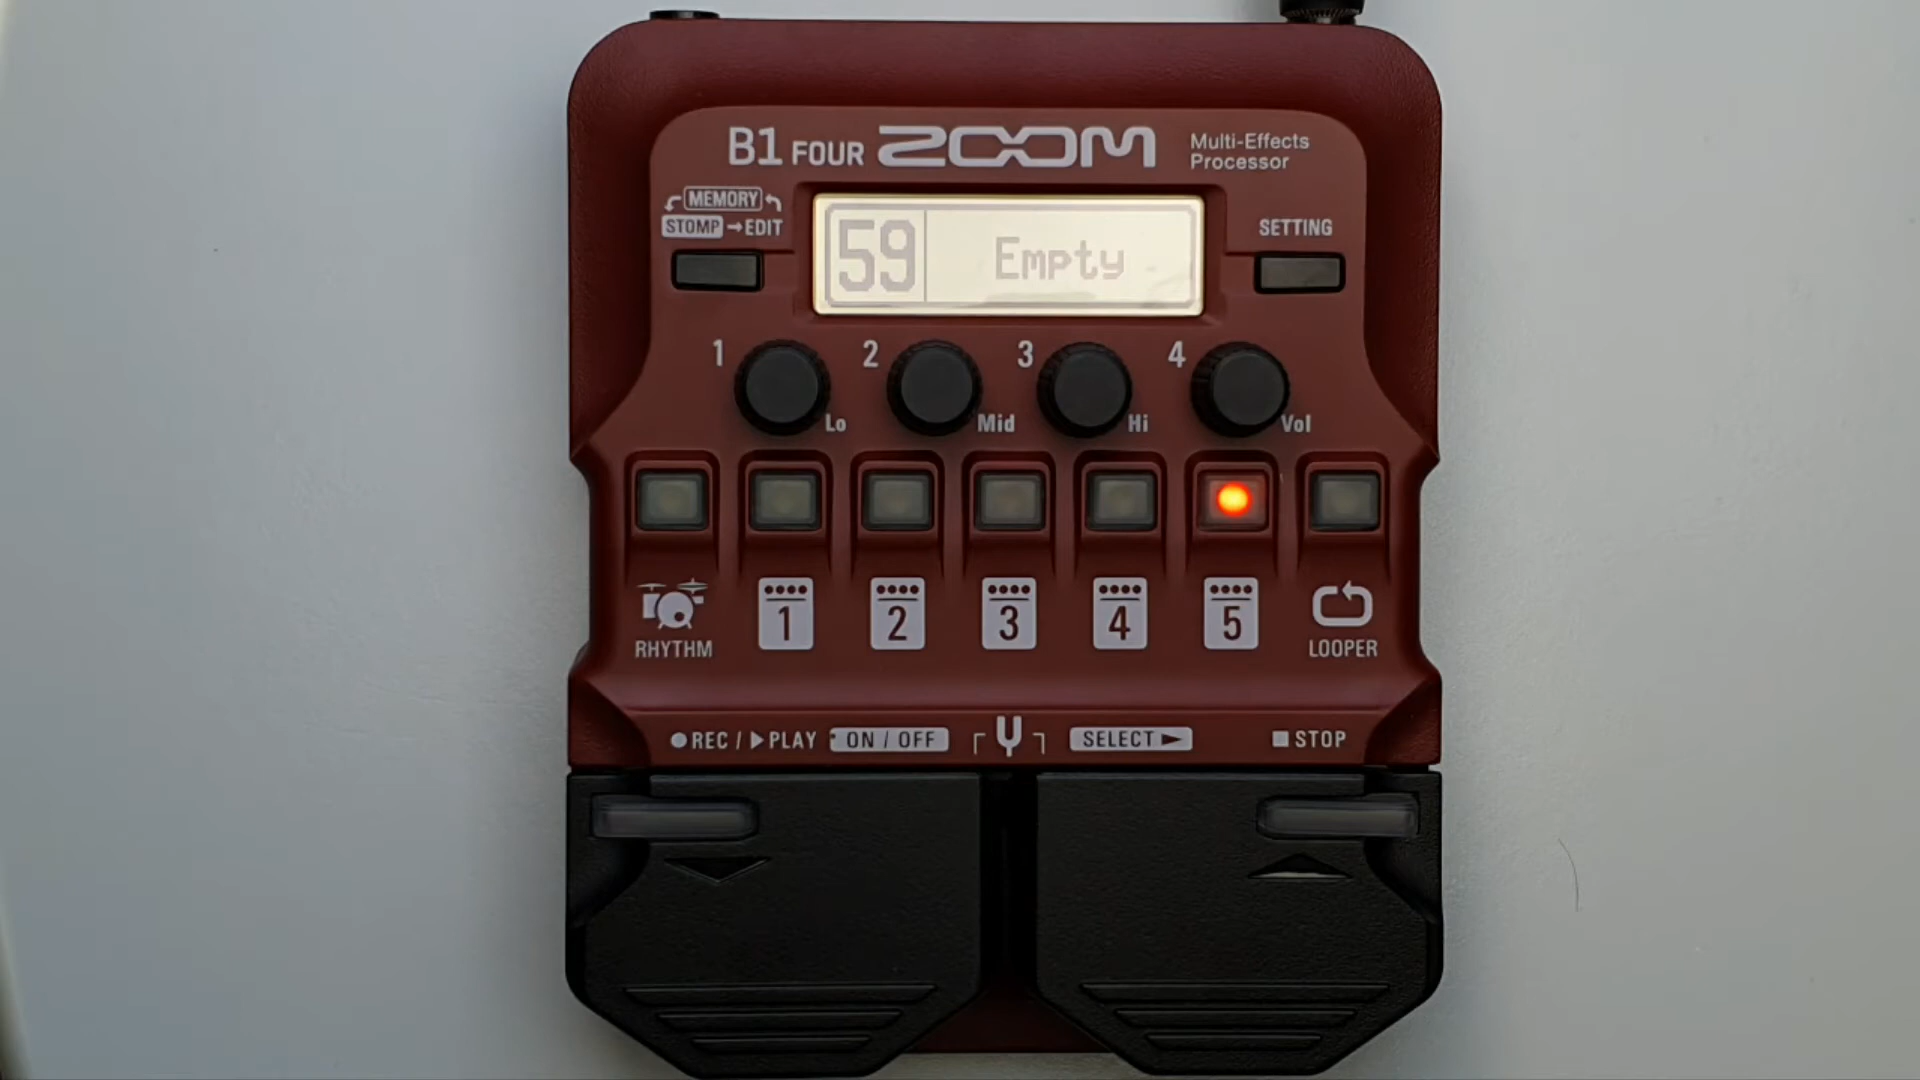 B1 FOUR ZOOM Multi-Effects Processor
MEMORY
STOMP → EDIT
SETTING
59 Empty
1 2 3 4
Lo Mid Hi Vol
1 2 3 4 5
RHYTHM LOOPER
●REC / ▶PLAY ON / OFF SELECT ► ■ STOP